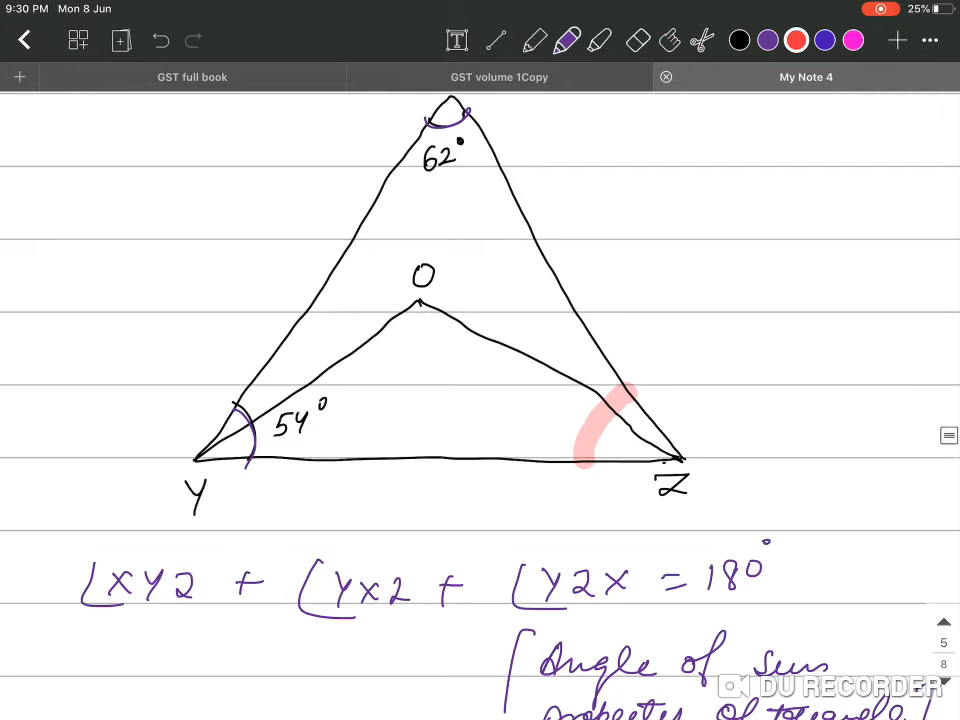 9:30 PM Mon 8 Jun
25%
GST full book
GST volume 1Copy
My Note 4
62°
O
54°
Y
Z
∠XYZ + ∠YXZ + ∠YZX = 180°
[Angle of sum
5
8
DU RECORDER